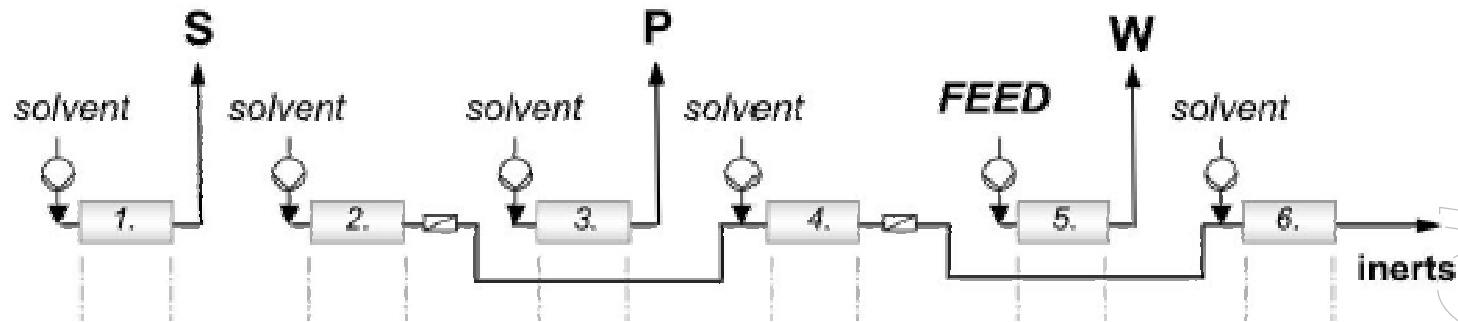 S
P
W
solvent
solvent
solvent
solvent
FEED
solvent
1.
2.
3.
4.
5.
6.
inerts